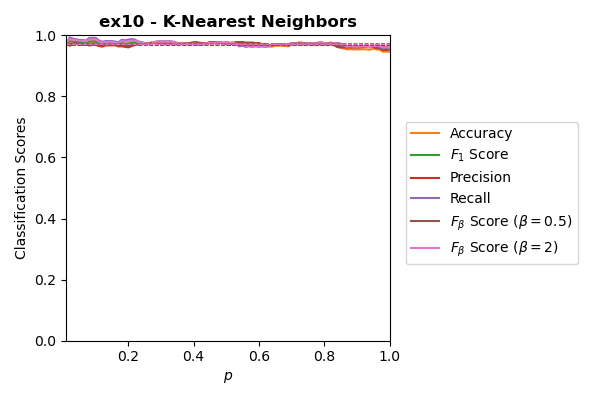 ex10 - K-Nearest Neighbors
1.0
0.8
0.6
0.4
0.2
0.0
Classification Scores
0.2 0.4 0.6 0.8 1.0
p
Accuracy
F₁ Score
Precision
Recall
Fᵦ Score (β = 0.5)
Fᵦ Score (β = 2)